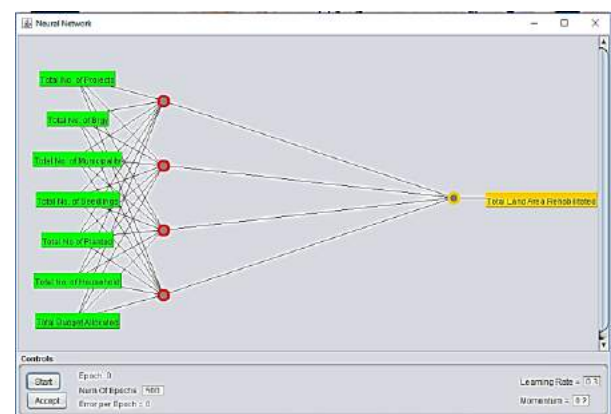 Neural Network
Total No. of Projects
Total No. of Brgy
Total No. of Municipality
Total No. of Seedlings
Total No of Planted
Total No. of Household
Total Budget Allocated
Total Land Area Rehabilitated
Controls
Start
Accept
Epoch 0
Num Of Epochs 500
Error per Epoch = 0
Learning Rate = 0.3
Momentum = 0.2